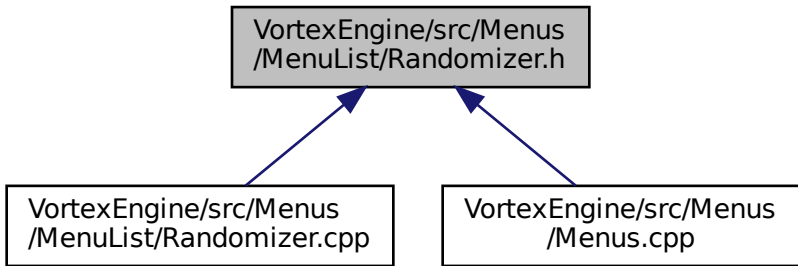 VortexEngine/src/Menus
/MenuList/Randomizer.h
VortexEngine/src/Menus
/MenuList/Randomizer.cpp
VortexEngine/src/Menus
/Menus.cpp